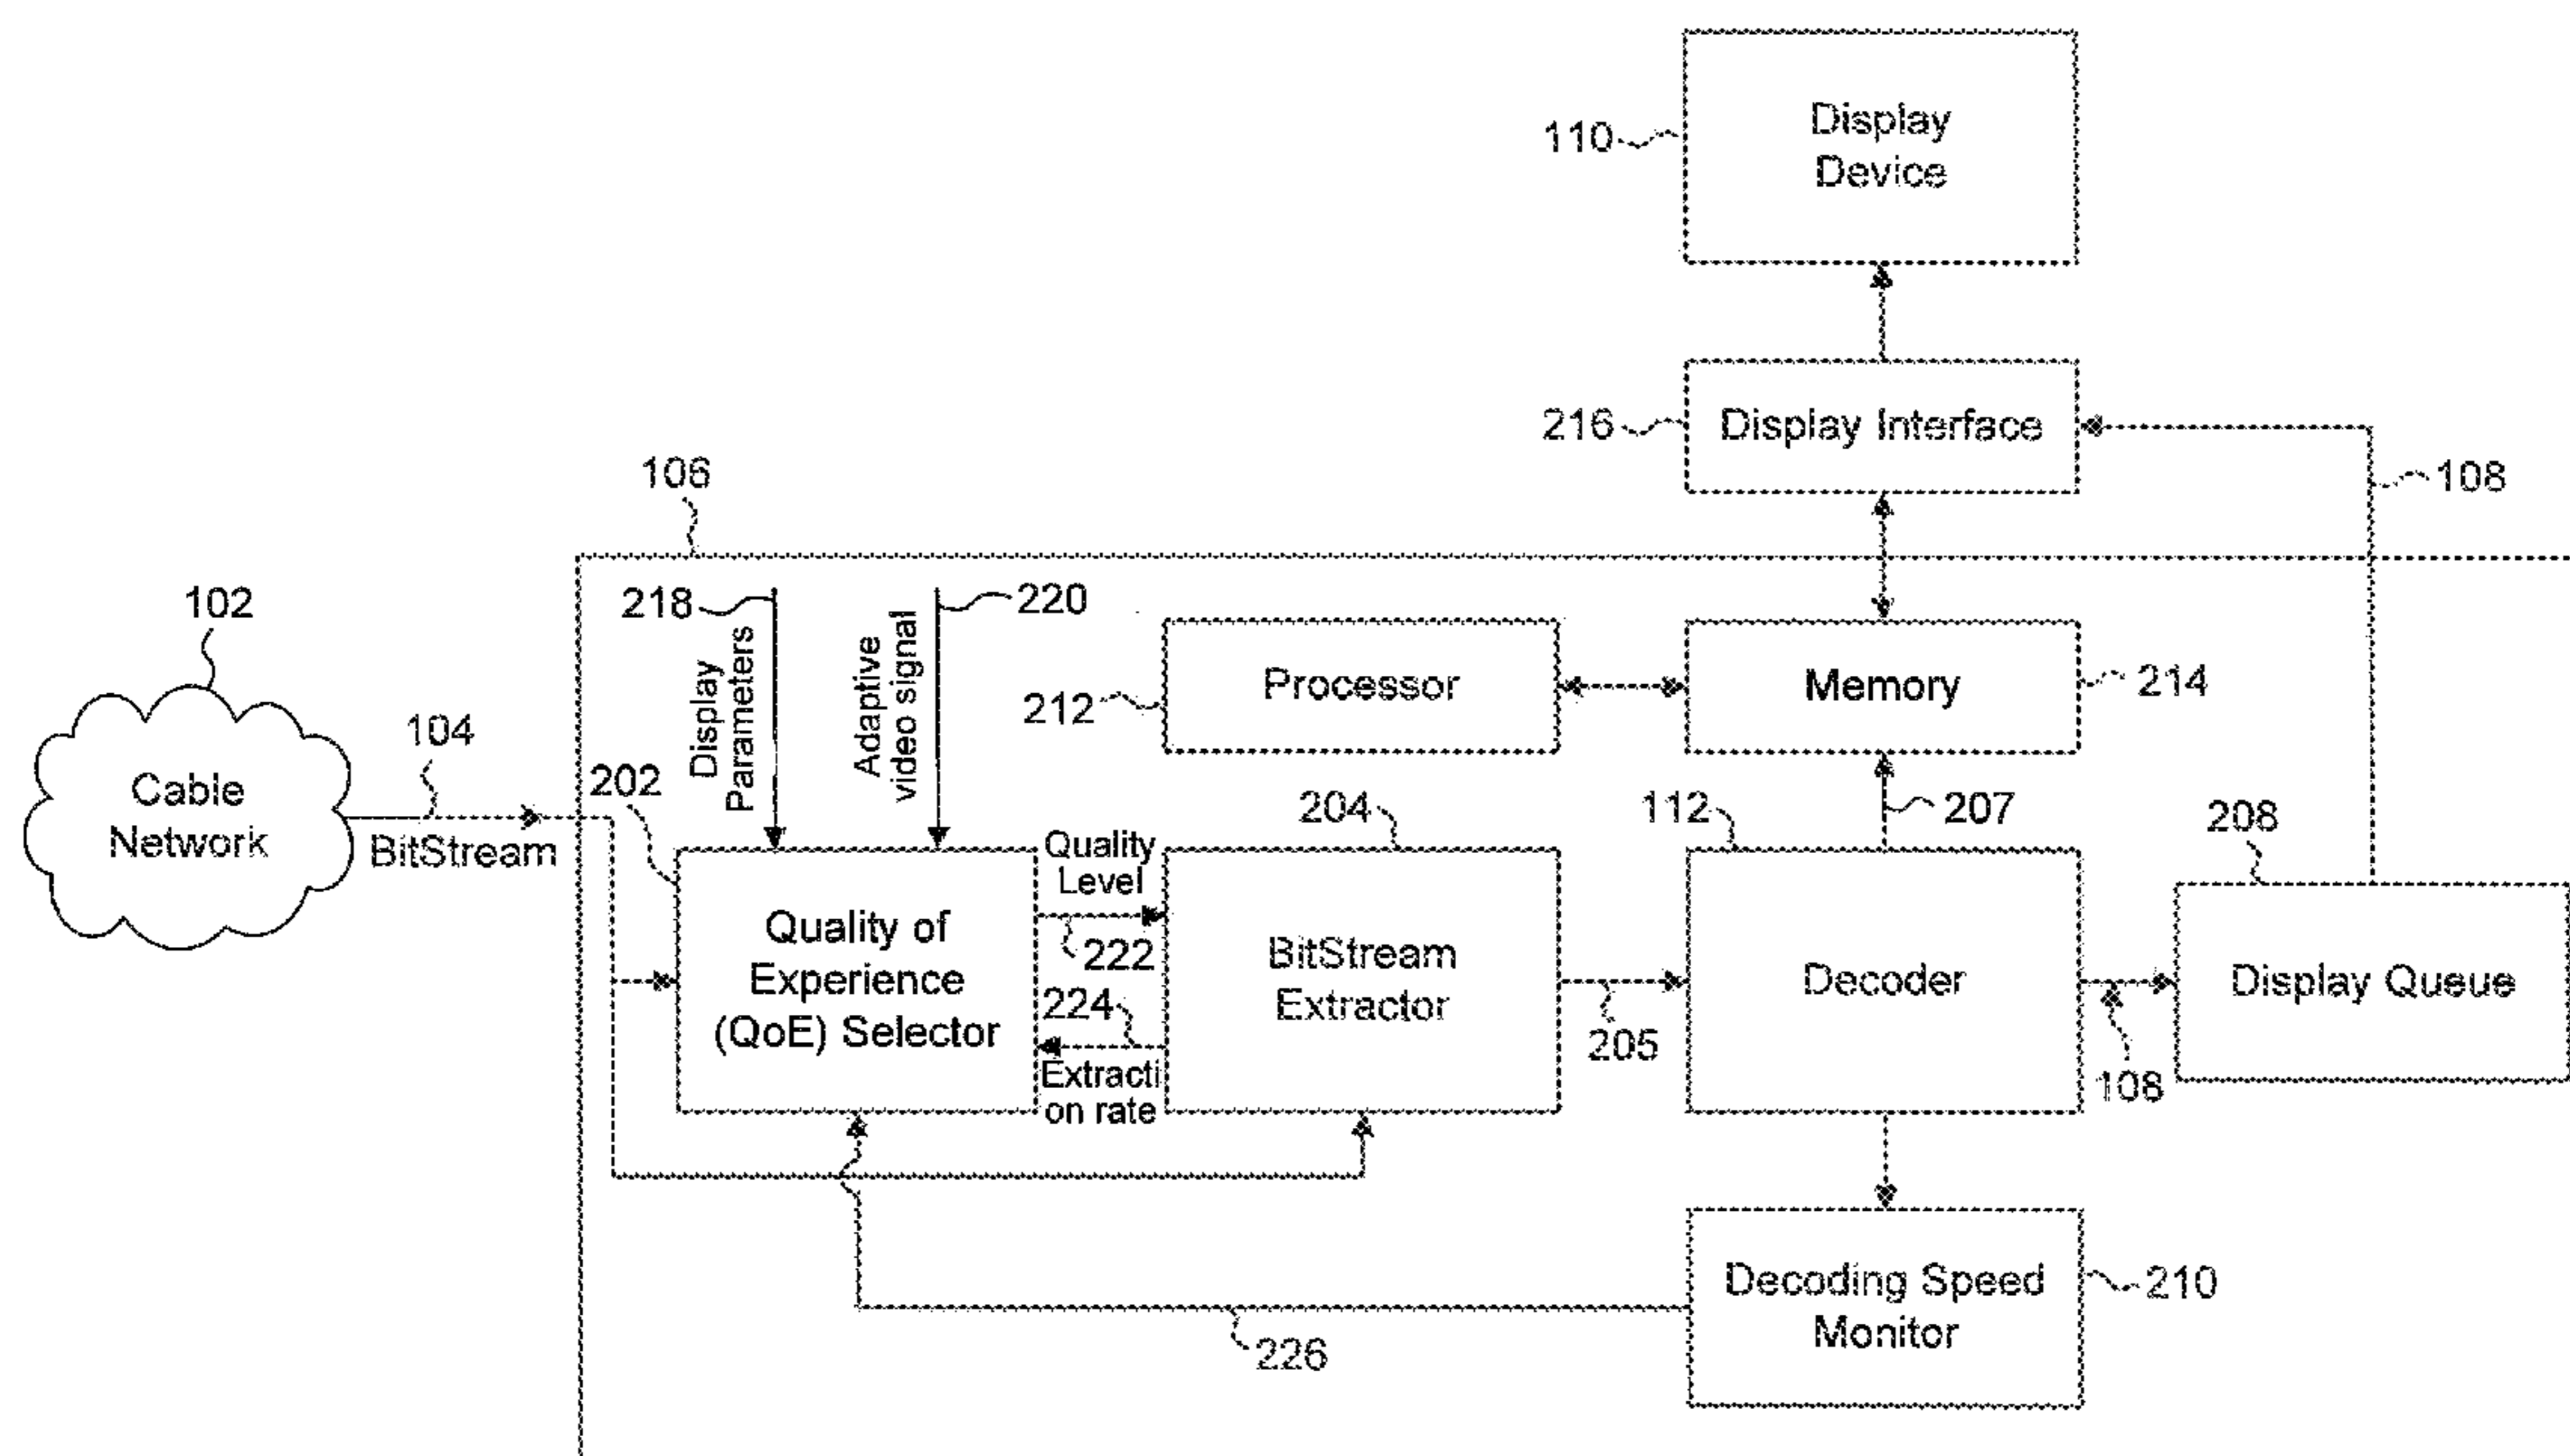 Display
Device
110
Display Interface
216
108
106
102
Cable
Network
104
BitStream
218
Display
Parameters
220
Adaptive
video signal
Processor
212
Memory
214
202
Quality of
Experience
(QoE) Selector
Quality
Level
222
224
Extracti
on rate
204
BitStream
Extractor
205
112
Decoder
207
108
208
Display Queue
Decoding Speed
Monitor
210
226